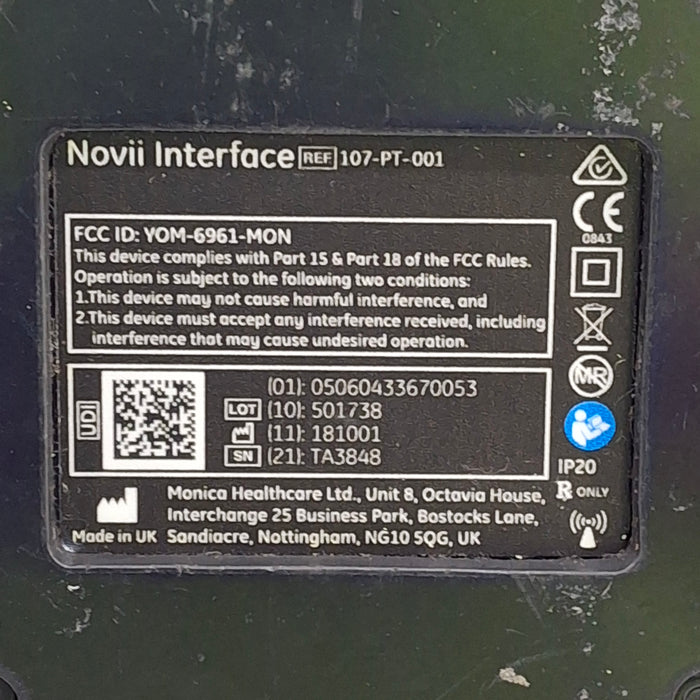 Novii Interface REF 107-PT-001
FCC ID: YOM-6961-MON
This device complies with Part 15 & Part 18 of the FCC Rules.
Operation is subject to the following two conditions:
1.This device may not cause harmful interference, and
2.This device must accept any interference received, including
interference that may cause undesired operation.
CE
0843
UDI
(01): 05060433670053
LOT (10): 501738
(11): 181001
SN (21): TA3848
MR
IP20
Rx ONLY
Monica Healthcare Ltd., Unit 8, Octavia House,
Interchange 25 Business Park, Bostocks Lane,
Made in UK Sandiacre, Nottingham, NG10 5QG, UK